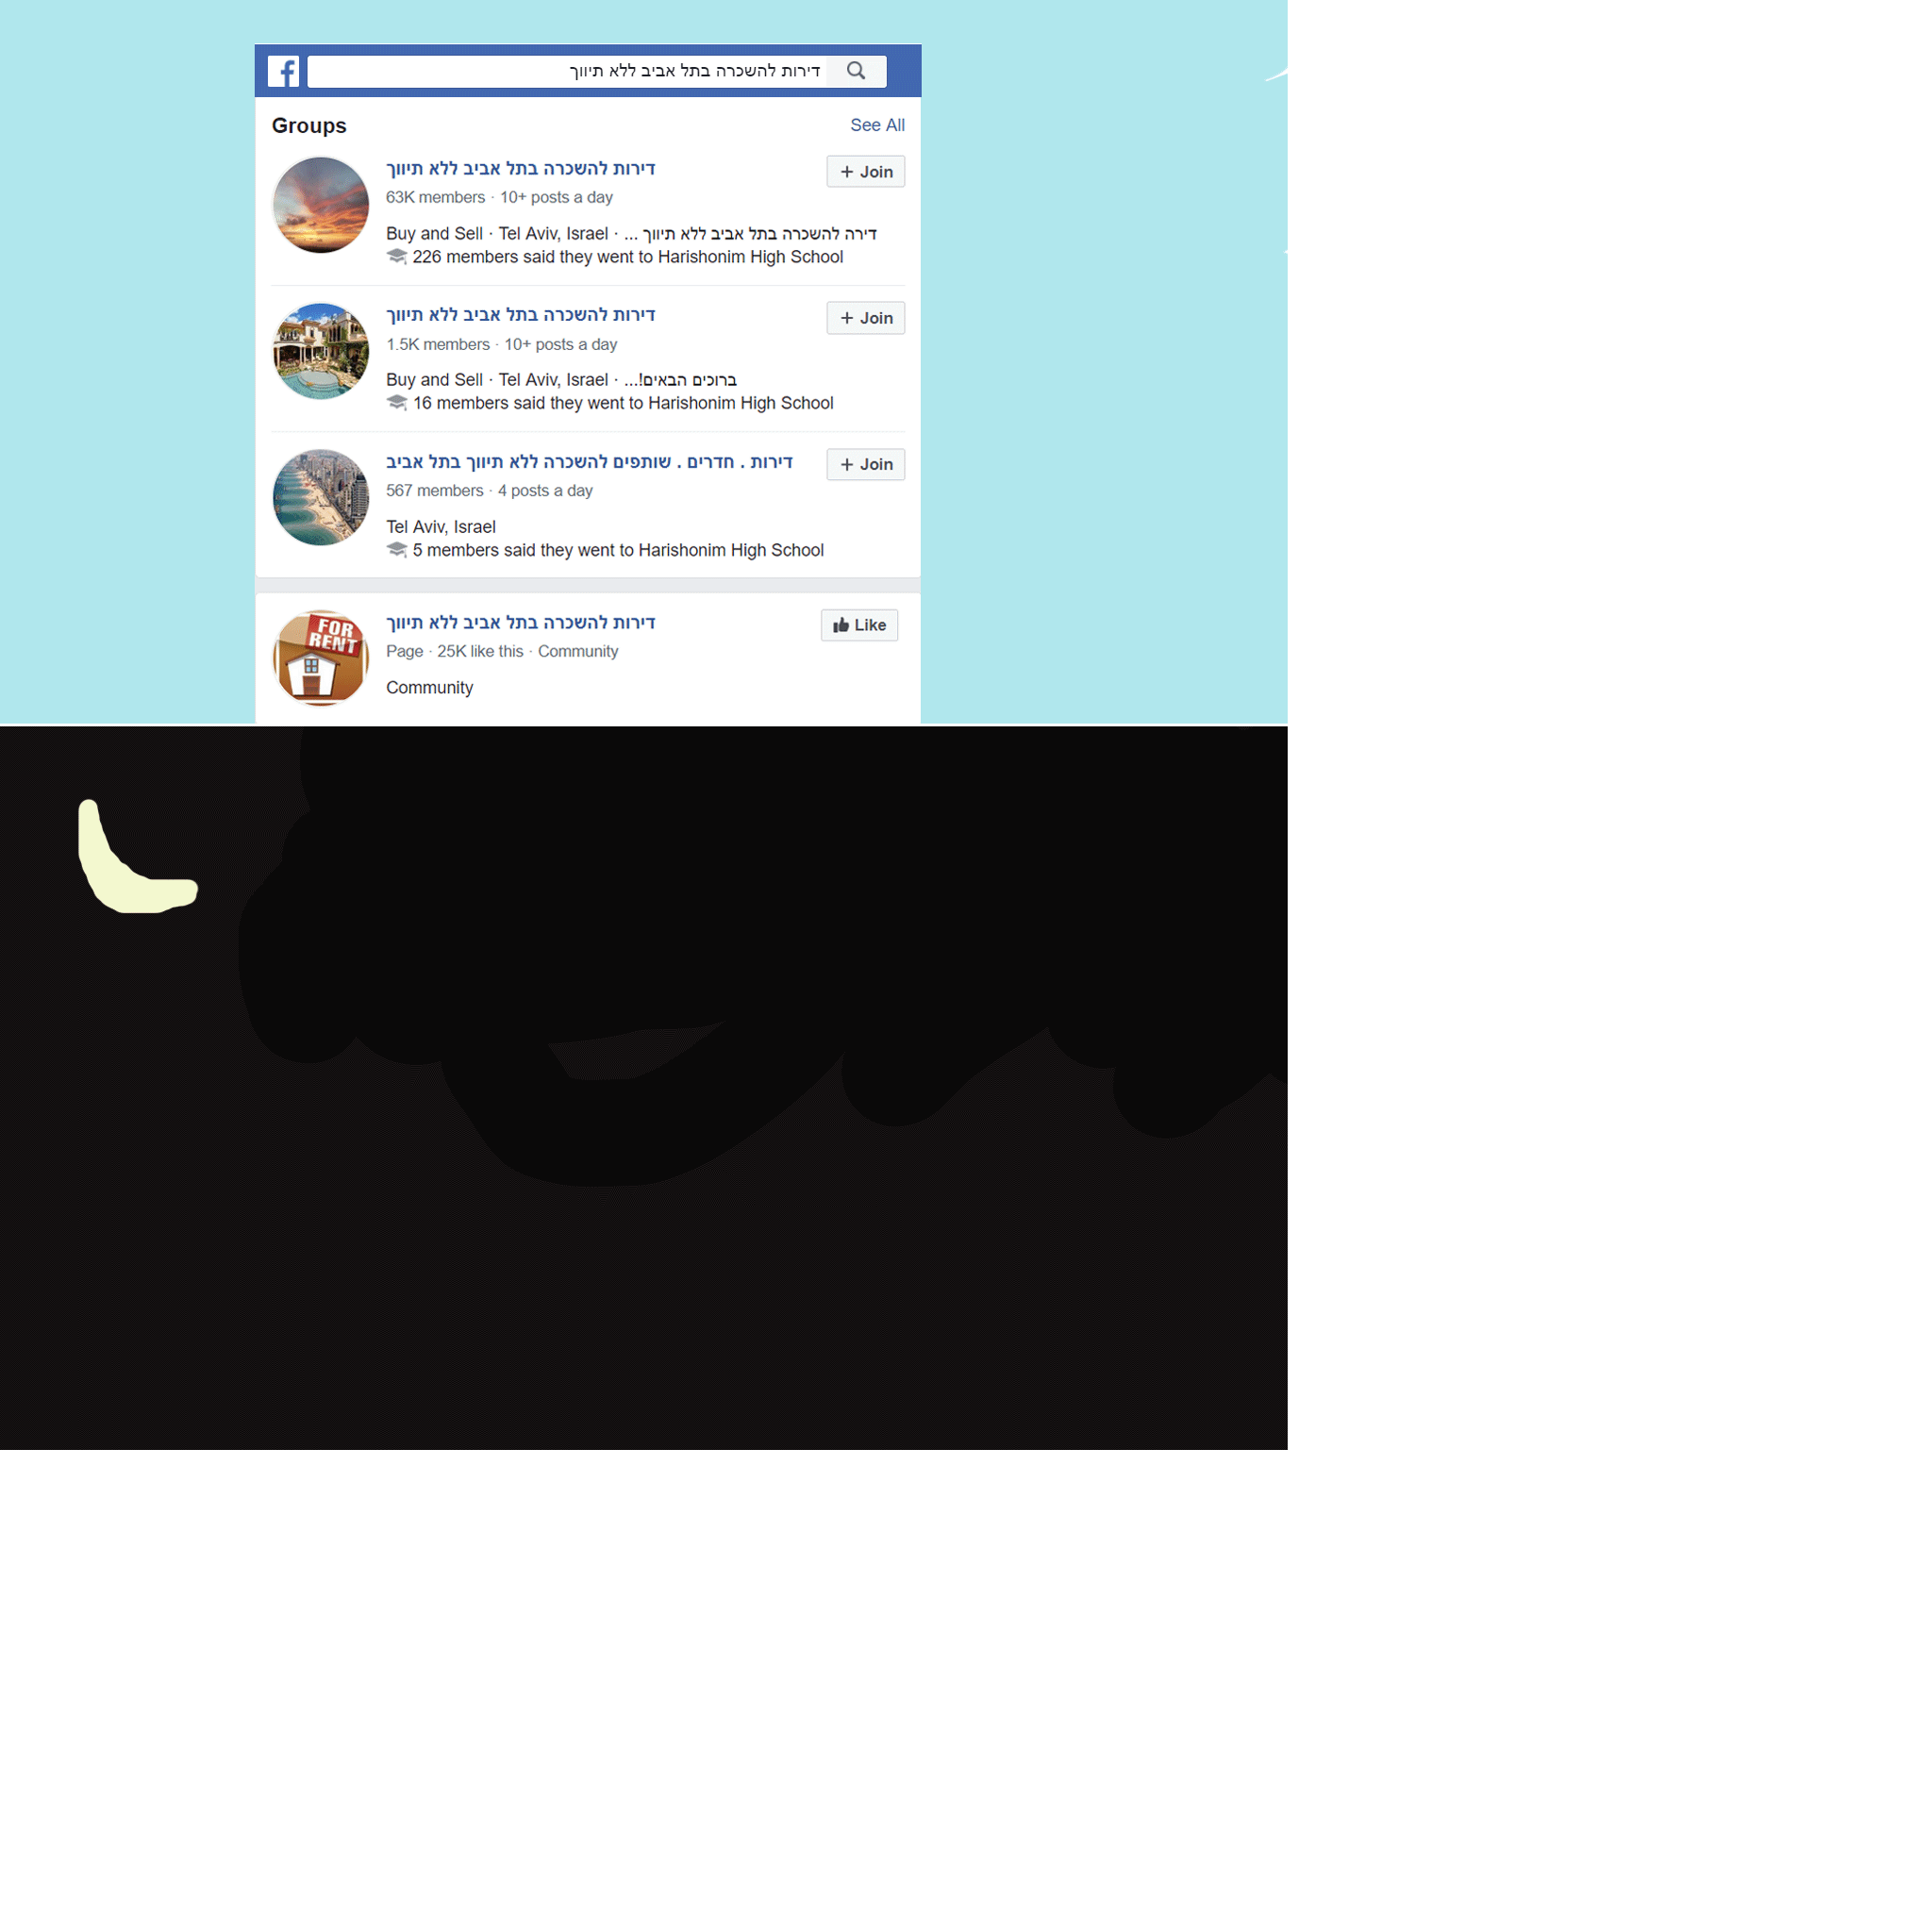 דירות להשכרה בתל אביב ללא תיווך
Groups
See All
דירות להשכרה בתל אביב ללא תיווך
+ Join
63K members · 10+ posts a day
Buy and Sell · Tel Aviv, Israel · דירה להשכרה בתל אביב ללא תיווך ...
226 members said they went to Harishonim High School
דירות להשכרה בתל אביב ללא תיווך
+ Join
1.5K members · 10+ posts a day
Buy and Sell · Tel Aviv, Israel · ברוכים הבאים!...
16 members said they went to Harishonim High School
דירות . חדרים . שותפים להשכרה ללא תיווך בתל אביב
+ Join
567 members · 4 posts a day
Tel Aviv, Israel
5 members said they went to Harishonim High School
FOR
RENT
דירות להשכרה בתל אביב ללא תיווך
Like
Page · 25K like this · Community
Community